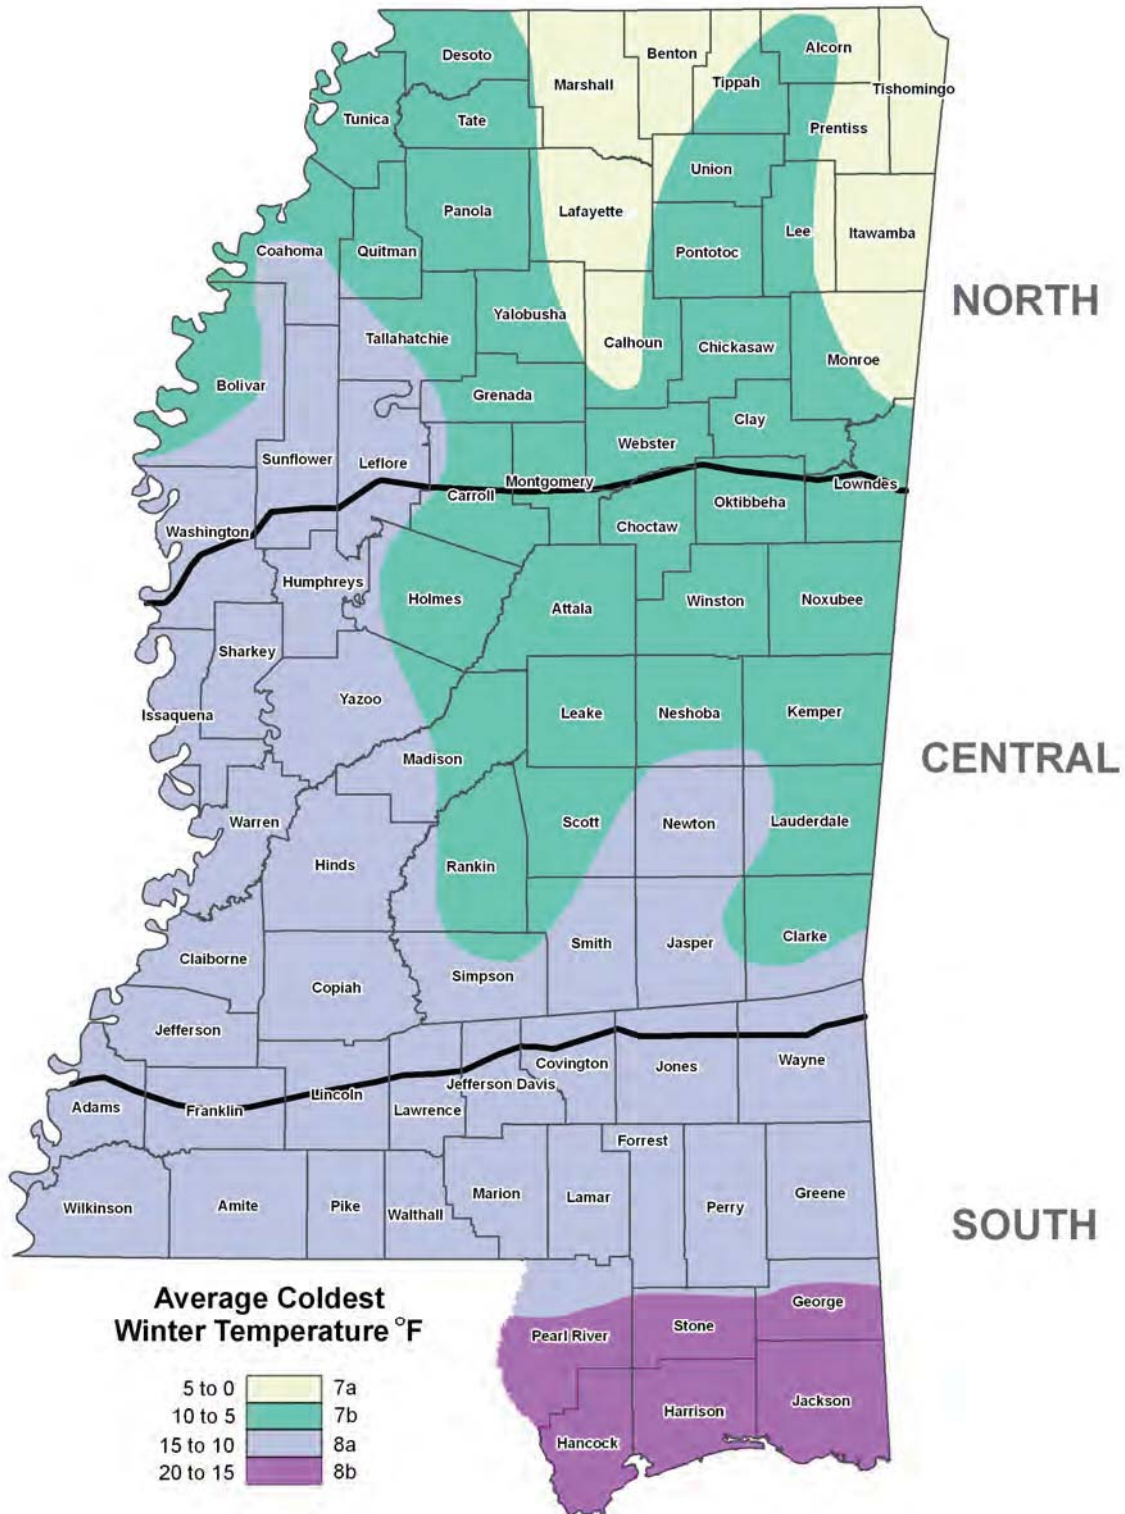 Desoto
Benton
Alcorn
Marshall
Tippah
Tishomingo
Tunica
Tate
Prentiss
Union
Panola
Lafayette
Lee
Itawamba
Coahoma
Quitman
Pontotoc
NORTH
Yalobusha
Tallahatchie
Calhoun
Chickasaw
Monroe
Bolivar
Grenada
Clay
Webster
Sunflower
Leflore
Montgomery
Lowndes
Carroll
Oktibbeha
Washington
Choctaw
Humphreys
Holmes
Attala
Winston
Noxubee
Sharkey
Yazoo
Issaquena
Leake
Neshoba
Kemper
Madison
CENTRAL
Warren
Scott
Newton
Lauderdale
Hinds
Rankin
Claiborne
Smith
Jasper
Clarke
Copiah
Simpson
Jefferson
Covington
Jones
Wayne
Jefferson Davis
Adams
Franklin
Lincoln
Lawrence
Forrest
Marion
Lamar
Greene
Wilkinson
Amite
Pike
Walthall
Perry
SOUTH
Average Coldest
Winter Temperature °F
George
Pearl River
Stone
5 to 0 7a
10 to 5 7b
15 to 10 8a
20 to 15 8b
Jackson
Harrison
Hancock